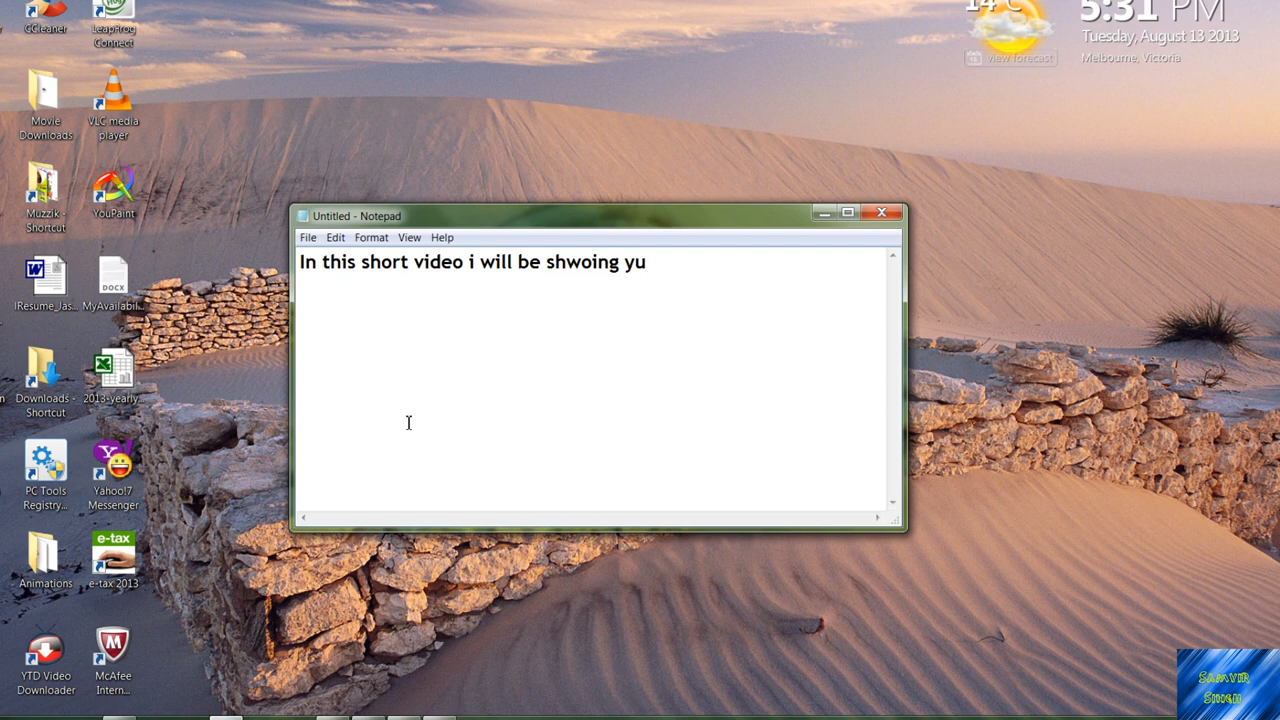 CCleaner
LeapFrog
Connect
14°C
5:31 PM
Tuesday, August 13 2013
view forecast
Melbourne, Victoria
Movie
Downloads
VLC media
player
Muzzik -
Shortcut
YouPaint
Untitled - Notepad
File Edit Format View Help
In this short video i will be shwoing yu
IResume_Jas...
DOCX
MyAvailabil...
Downloads -
Shortcut
2013-yearly...
PC Tools
Registry...
Yahoo!7
Messenger
Animations
e-tax
e-tax 2013
YTD Video
Downloader
McAfee
Intern...
SAMVIR
SINGH